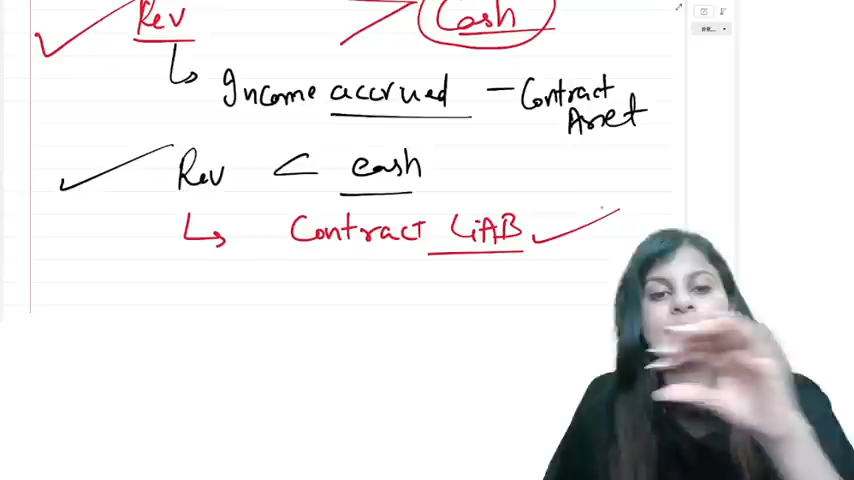 Rev > Cash
Income accrued - Contract Asset
Rev < cash
Contract LiAB